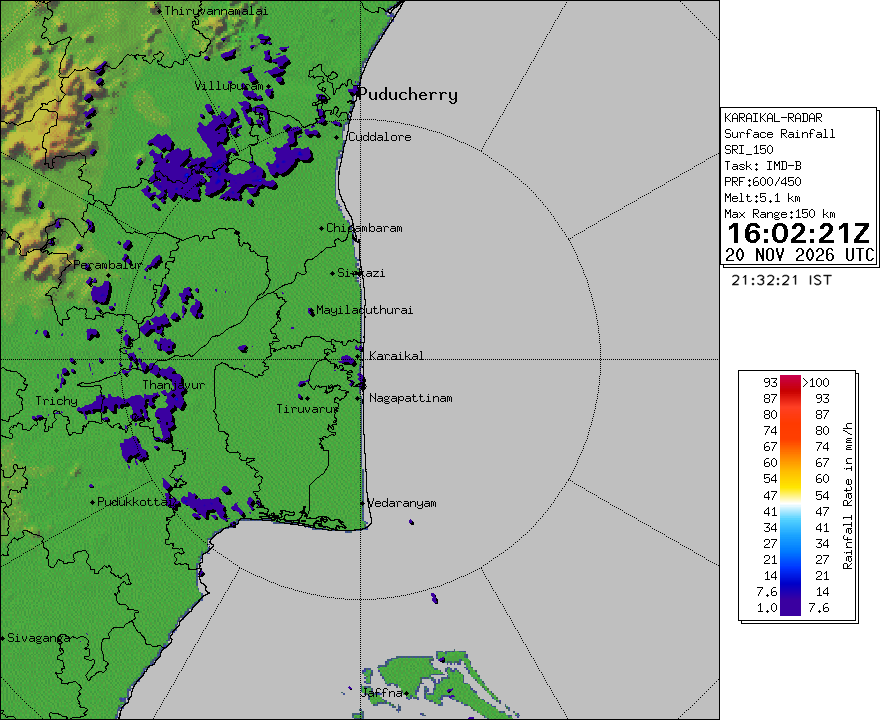 Thiruvannamalai
Villupuram
Puducherry
Cuddalore
Chidambaram
Perambalur
Sirkazi
Mayiladuthurai
Karaikal
Thanjavur
Trichy
Tiruvarur
Nagapattinam
Pudukkottai
Vedaranyam
Sivaganga
Jaffna
KARAIKAL-RADAR
Surface Rainfall
SRI_150
Task: IMD-B
PRF:600/450
Melt:5.1 km
Max Range:150 km
16:02:21Z
20 NOV 2026 UTC
21:32:21 IST
93 >100
87 93
80 87
74 80
67 74
60 67
54 60
47 54
41 47
34 41
27 34
21 27
14 21
7.6 14
1.0 7.6
Rainfall Rate in mm/h